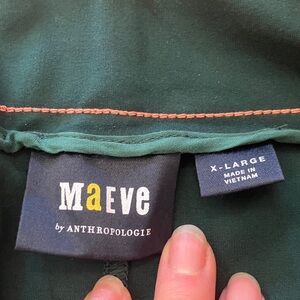 MaEve
by ANTHROPOLOGIE
X-LARGE
MADE IN
VIETNAM